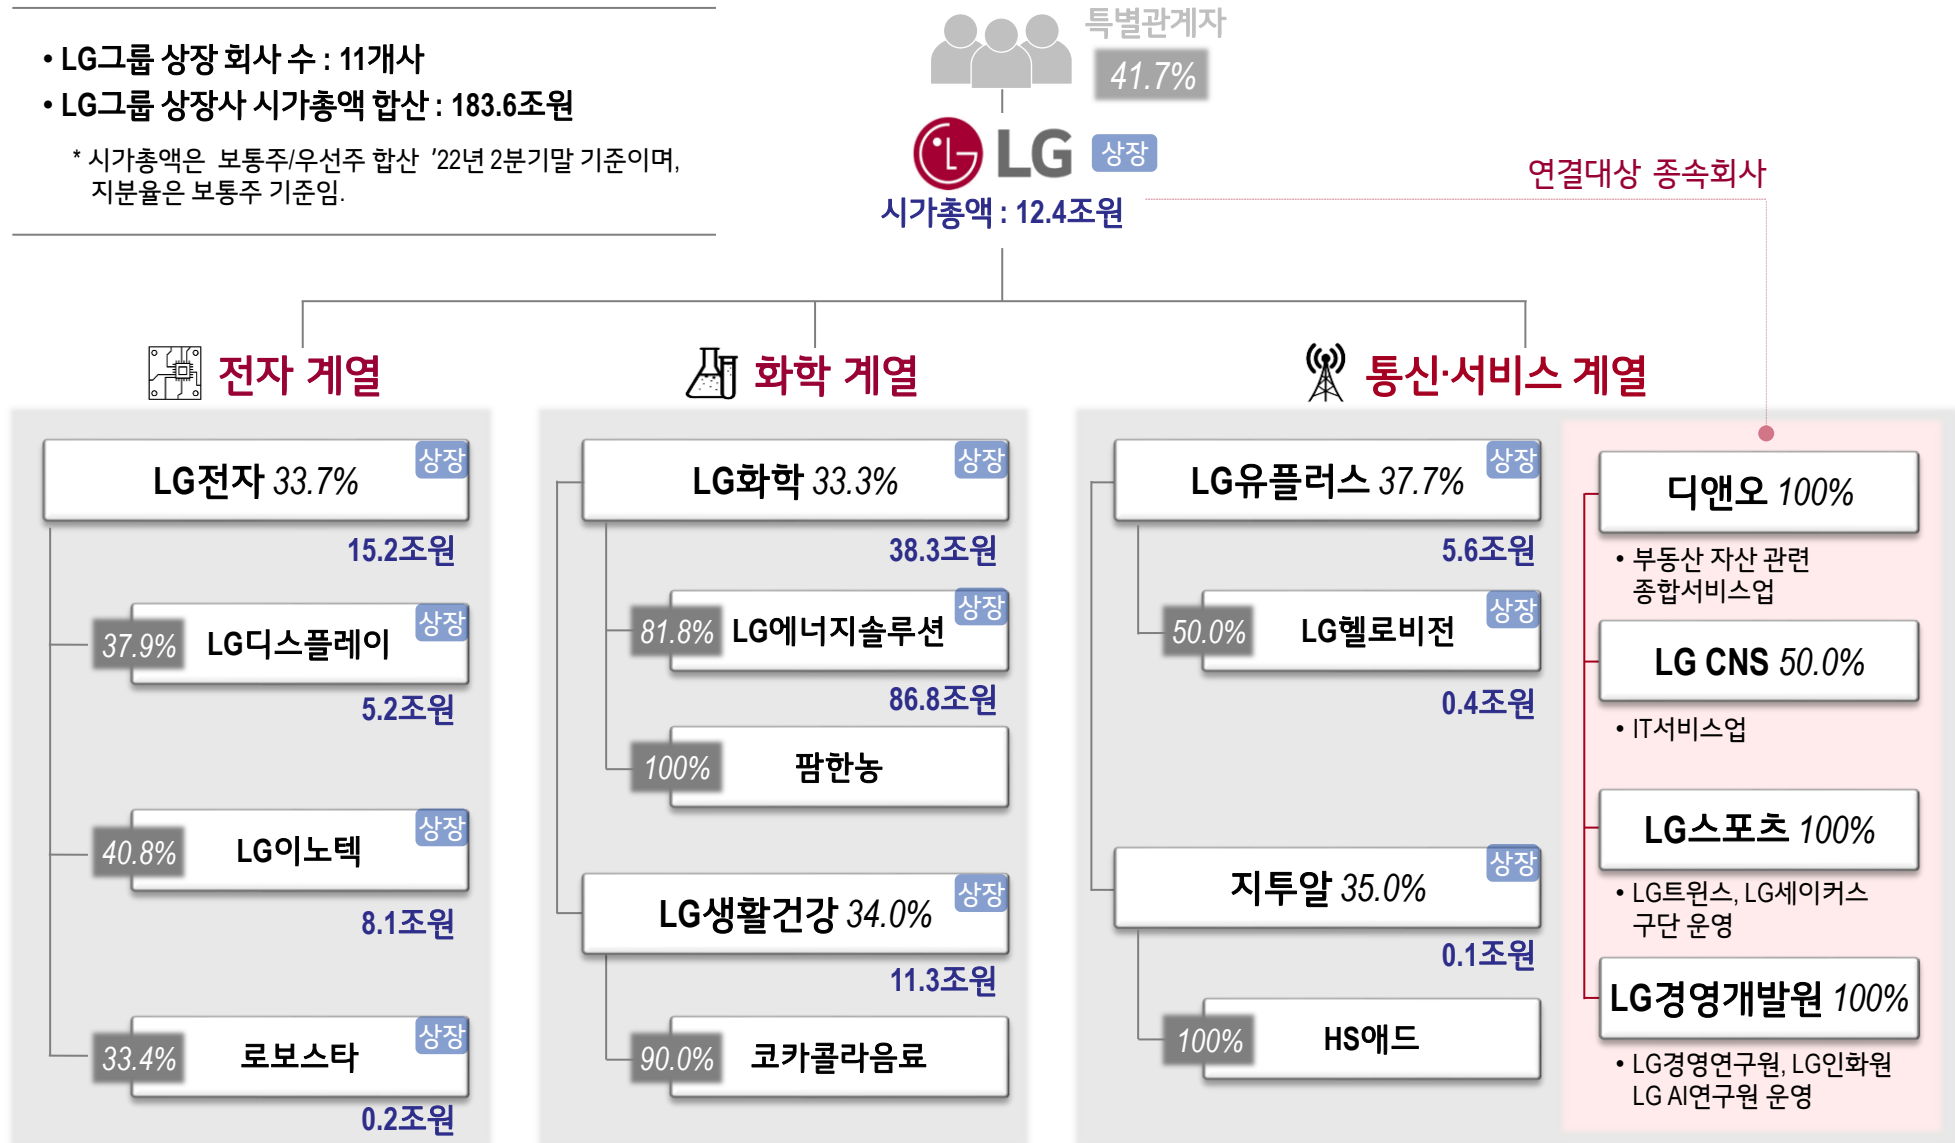 • LG그룹 상장 회사 수 : 11개사
• LG그룹 상장사 시가총액 합산 : 183.6조원
* 시가총액은 보통주/우선주 합산 '22년 2분기말 기준이며,
지분율은 보통주 기준임.
특별관계자
41.7%
LG 상장
시가총액 : 12.4조원
연결대상 종속회사
전자 계열
LG전자 33.7% 상장
15.2조원
37.9% LG디스플레이 상장
5.2조원
40.8% LG이노텍 상장
8.1조원
33.4% 로보스타 상장
0.2조원
화학 계열
LG화학 33.3% 상장
38.3조원
81.8% LG에너지솔루션 상장
86.8조원
100% 팜한농
LG생활건강 34.0% 상장
11.3조원
90.0% 코카콜라음료
통신·서비스 계열
LG유플러스 37.7% 상장
5.6조원
50.0% LG헬로비전 상장
0.4조원
지투알 35.0% 상장
0.1조원
100% HS애드
디앤오 100%
• 부동산 자산 관련
종합서비스업
LG CNS 50.0%
• IT서비스업
LG스포츠 100%
• LG트윈스, LG세이커스
구단 운영
LG경영개발원 100%
• LG경영연구원, LG인화원
LG AI연구원 운영